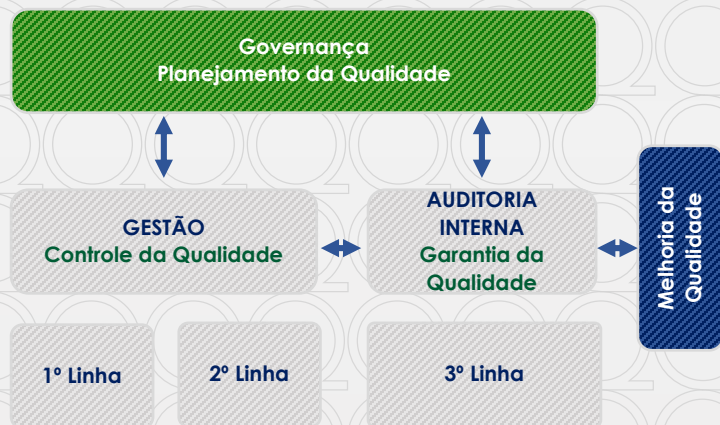 Governança
Planejamento da Qualidade
GESTÃO
Controle da Qualidade
AUDITORIA
INTERNA
Garantia da
Qualidade
Melhoria da
Qualidade
1º Linha
2º Linha
3º Linha